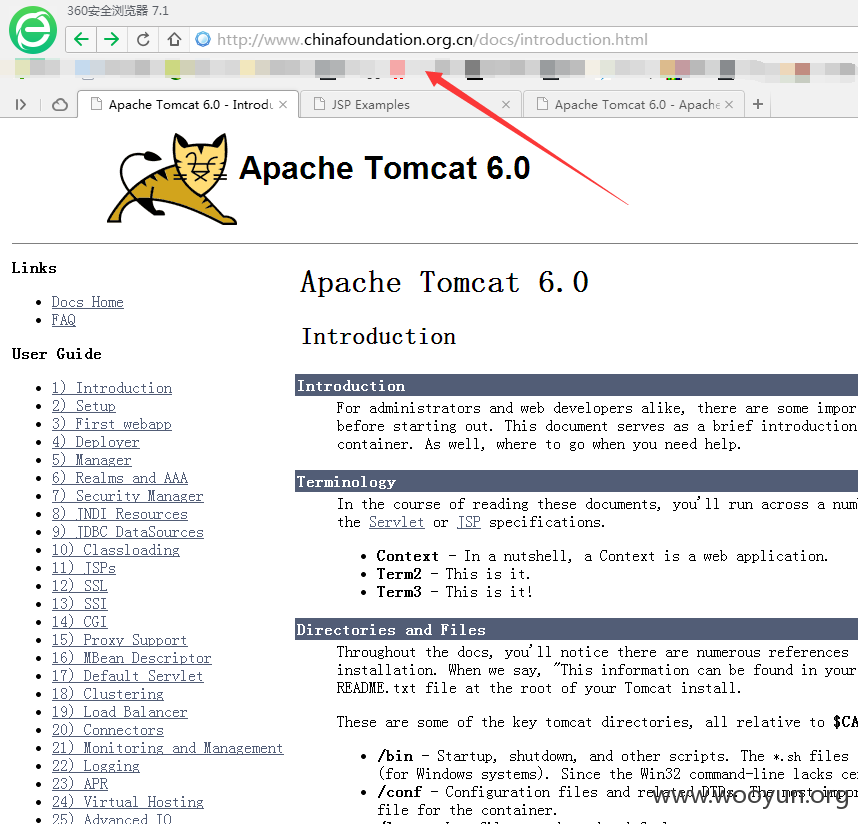 360安全浏览器 7.1
http://www.chinafoundation.org.cn/docs/introduction.html
Apache Tomcat 6.0 - Introdu
JSP Examples
Apache Tomcat 6.0 - Apache
Apache Tomcat 6.0
Links
Docs Home
FAQ
User Guide
1) Introduction
2) Setup
3) First webapp
4) Deployer
5) Manager
6) Realms and AAA
7) Security Manager
8) JNDI Resources
9) JDBC DataSources
10) Classloading
11) JSPs
12) SSL
13) SSI
14) CGI
15) Proxy Support
16) MBean Descriptor
17) Default Servlet
18) Clustering
19) Load Balancer
20) Connectors
21) Monitoring and Management
22) Logging
23) APR
24) Virtual Hosting
25) Advanced IO
Apache Tomcat 6.0
Introduction
Introduction
For administrators and web developers alike, there are some impor
before starting out. This document serves as a brief introduction
container. As well, where to go when you need help.
Terminology
In the course of reading these documents, you'll run across a num
the Servlet or JSP specifications.
Context - In a nutshell, a Context is a web application.
Term2 - This is it.
Term3 - This is it!
Directories and Files
Throughout the docs, you'll notice there are numerous references
installation. When we say, "This information can be found in your
README.txt file at the root of your Tomcat install.
These are some of the key tomcat directories, all relative to $CA
/bin - Startup, shutdown, and other scripts. The *.sh files
(for Windows systems). Since the Win32 command-line lacks ce
/conf - Configuration files and related DTDs. The most impor
file for the container.
www.wooyun.org